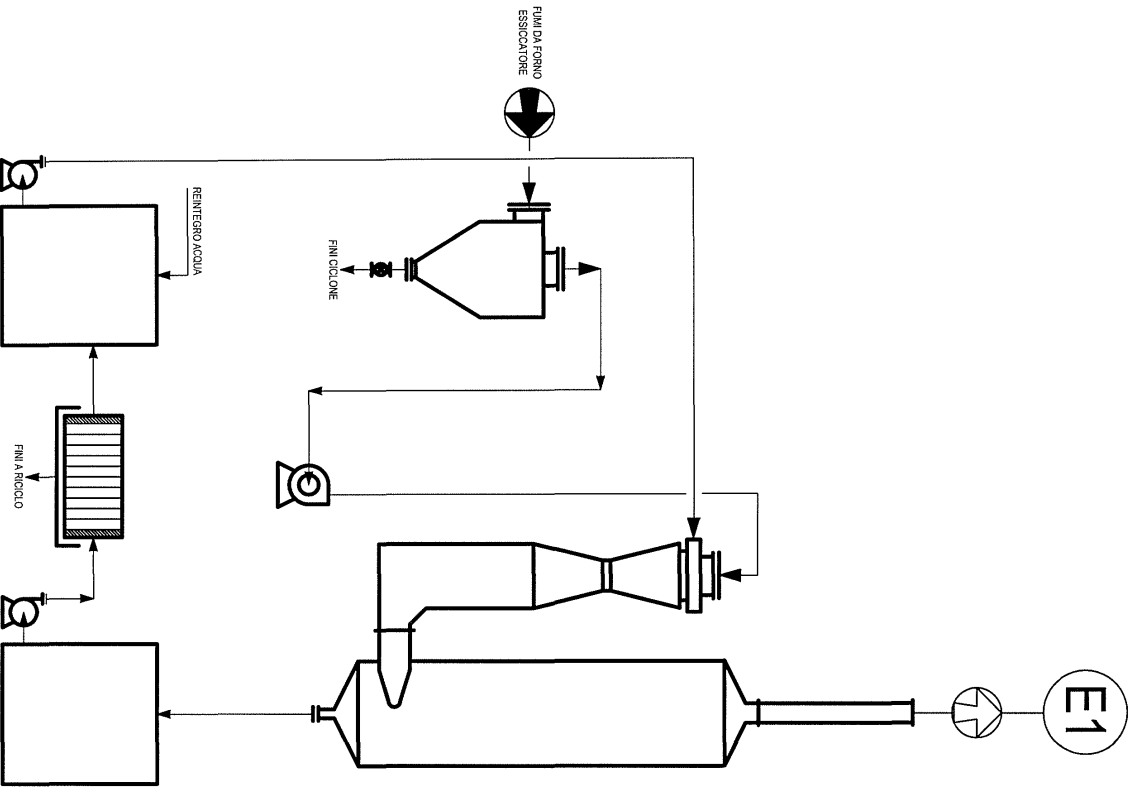 FUMI DA FORNO
ESSICCATORE
REINTEGRO ACQUA
FINI CICLONE
FINI A RICICLO
E1